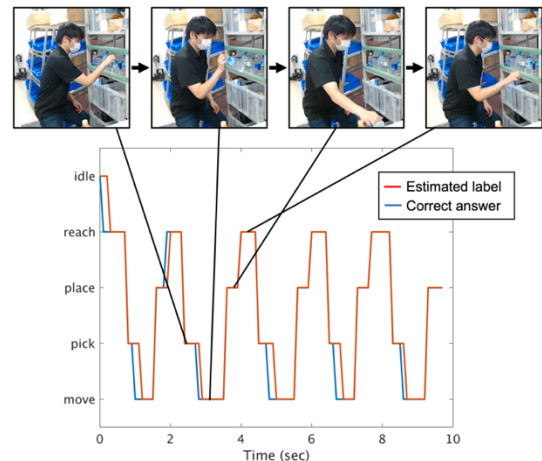 idle
reach
place
pick
move
Estimated label
Correct answer
0
2
4
6
8
10
Time (sec)